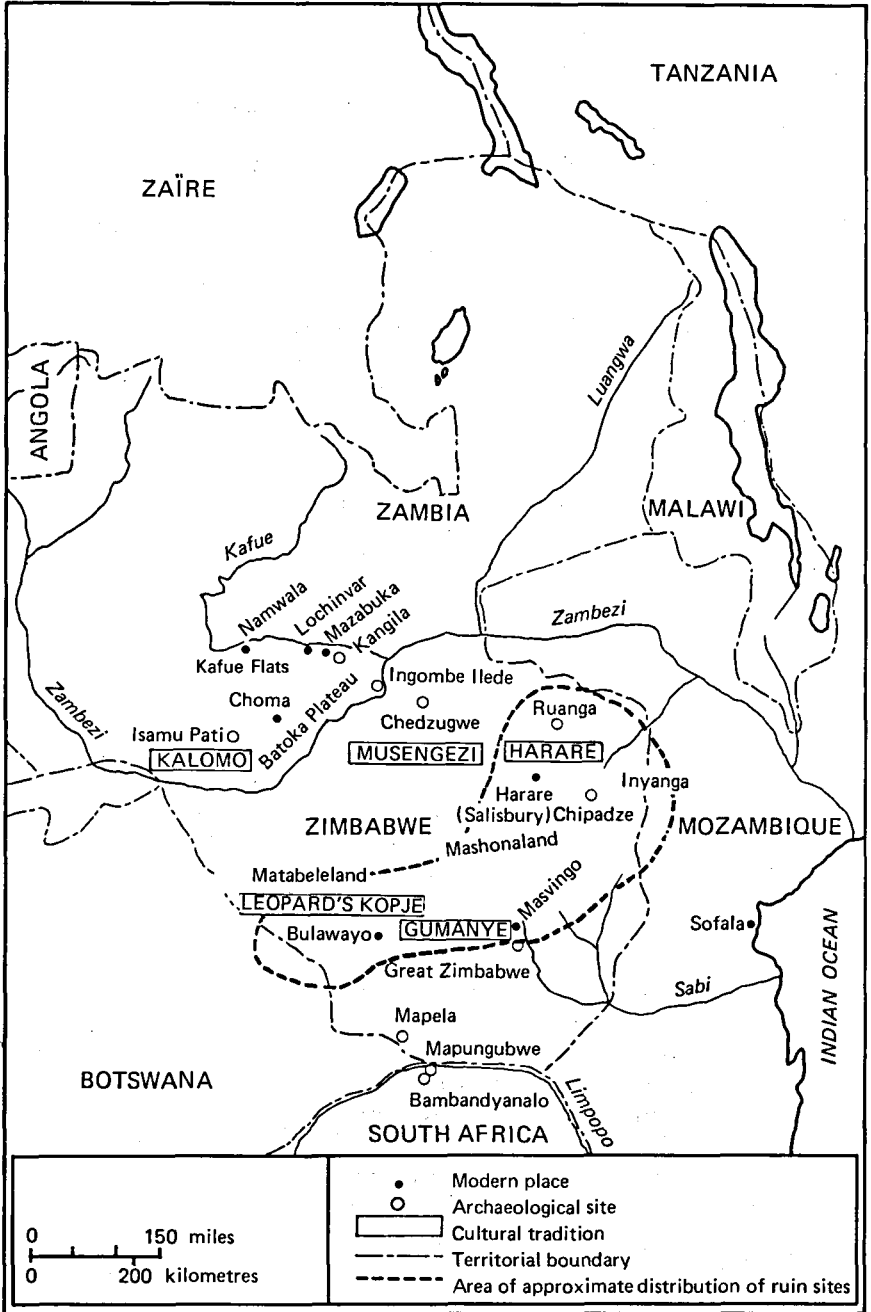 TANZANIA
ZAÏRE
ANGOLA
Luangwa
ZAMBIA
MALAWI
Kafue
Namwala
Lochinvar
Mazabuka
Kangila
Zambezi
Kafue Flats
Ingombe Ilede
Choma
Batoka Plateau
Chedzugwe
Ruanga
Zambezi
Isamu Pati
KALOMO
MUSENGEZI
HARARE
Inyanga
Harare
(Salisbury)
Chipadze
ZIMBABWE
MOZAMBIQUE
Mashonaland
Matabeleland
LEOPARD'S KOPJE
Masvingo
GUMANYE
Bulawayo
Sofala
Great Zimbabwe
Sabi
INDIAN OCEAN
Mapela
Mapungubwe
BOTSWANA
Bambandyanalo
Limpopo
SOUTH AFRICA
0 150 miles
0 200 kilometres
Modern place
Archaeological site
Cultural tradition
Territorial boundary
Area of approximate distribution of ruin sites